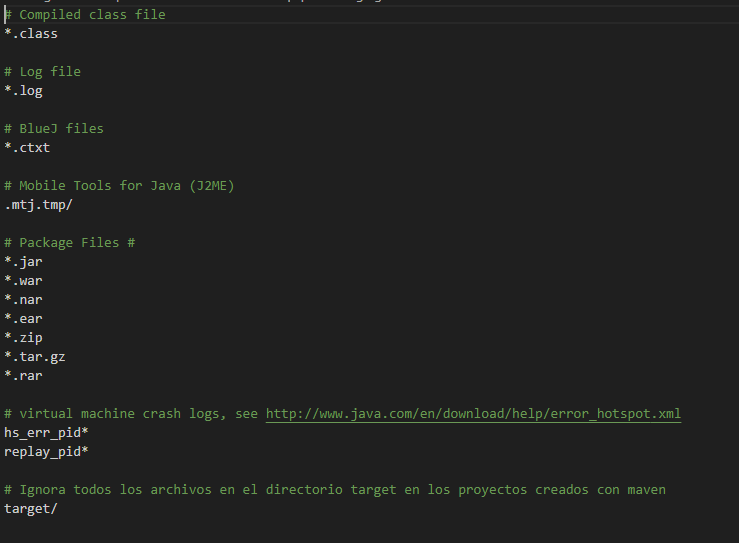 # Compiled class file
*.class
# Log file
*.log
# BlueJ files
*.ctxt
# Mobile Tools for Java (J2ME)
.mtj.tmp/
# Package Files #
*.jar
*.war
*.nar
*.ear
*.zip
*.tar.gz
*.rar
# virtual machine crash logs, see http://www.java.com/en/download/help/error_hotspot.xml
hs_err_pid*
replay_pid*
# Ignora todos los archivos en el directorio target en los proyectos creados con maven
target/